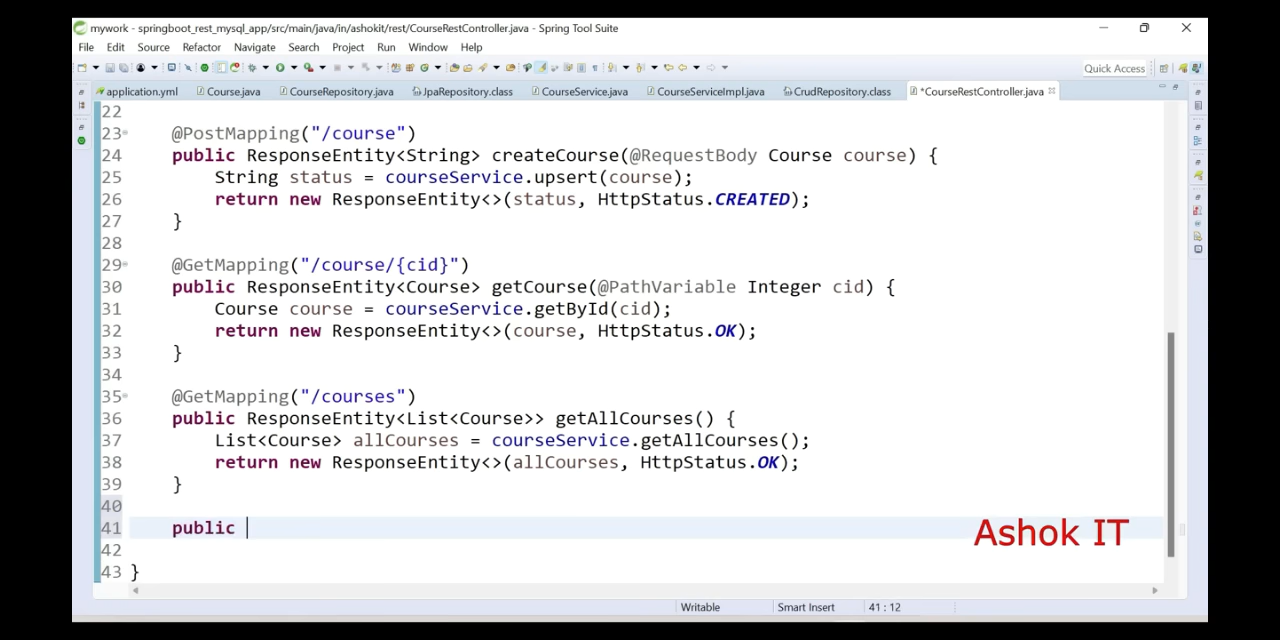 mywork - springboot_rest_mysql_app/src/main/java/in/ashokit/rest/CourseRestController.java - Spring Tool Suite
File Edit Source Refactor Navigate Search Project Run Window Help
Quick Access
application.yml Course.java CourseRepository.java JpaRepository.class CourseService.java CourseServiceImpl.java CrudRepository.class *CourseRestController.java
22
23 @PostMapping("/course")
24 public ResponseEntity<String> createCourse(@RequestBody Course course) {
25 String status = courseService.upsert(course);
26 return new ResponseEntity<>(status, HttpStatus.CREATED);
27 }
28
29 @GetMapping("/course/{cid}")
30 public ResponseEntity<Course> getCourse(@PathVariable Integer cid) {
31 Course course = courseService.getById(cid);
32 return new ResponseEntity<>(course, HttpStatus.OK);
33 }
34
35 @GetMapping("/courses")
36 public ResponseEntity<List<Course>> getAllCourses() {
37 List<Course> allCourses = courseService.getAllCourses();
38 return new ResponseEntity<>(allCourses, HttpStatus.OK);
39 }
40
41 public
Ashok IT
42
43 }
Writable Smart Insert 41 : 12